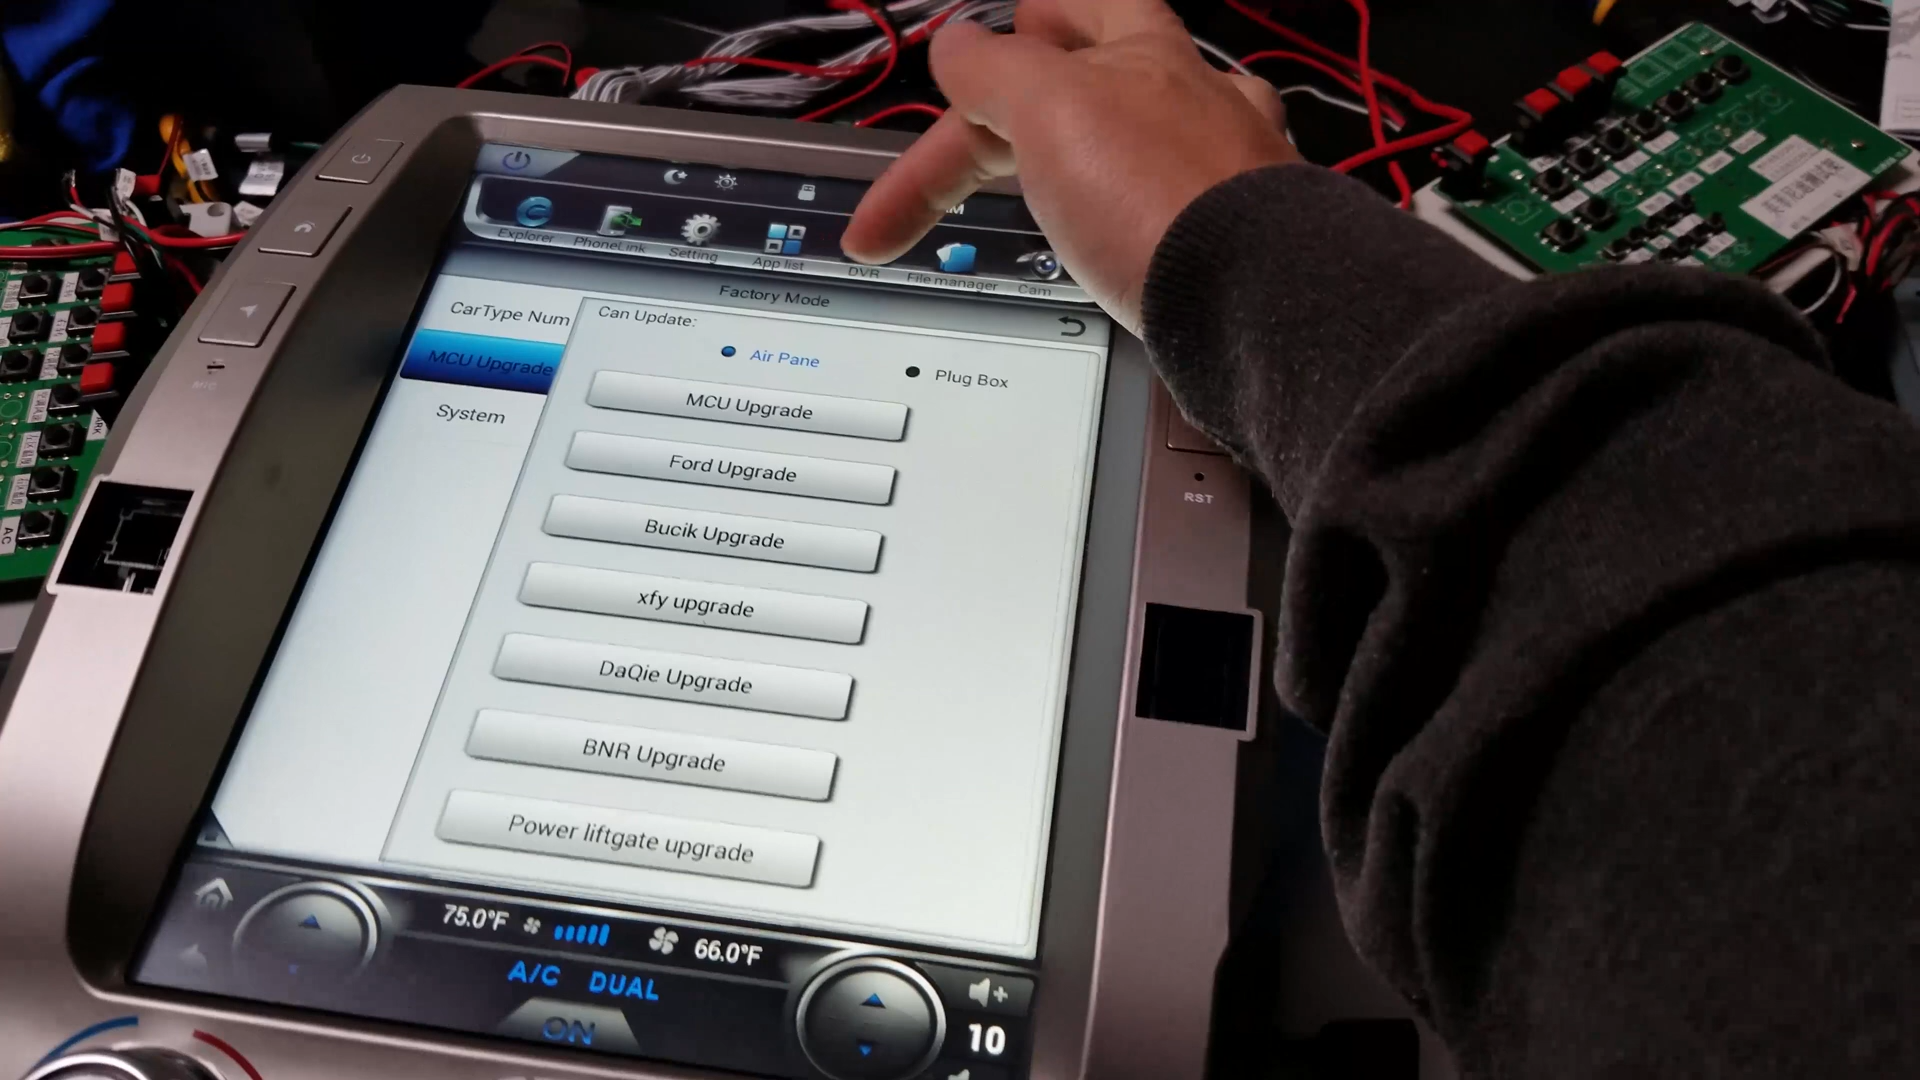 M
Explorer
PhoneLink
Setting
App list
DVR
File manager
Cam
Factory Mode
CarType Num
MCU Upgrade
System
Can Update:
Air Pane
Plug Box
MCU Upgrade
Ford Upgrade
Bucik Upgrade
xfy upgrade
DaQie Upgrade
BNR Upgrade
Power liftgate upgrade
75.0°F
66.0°F
A/C DUAL
ON
10
MIC
RST
A.C